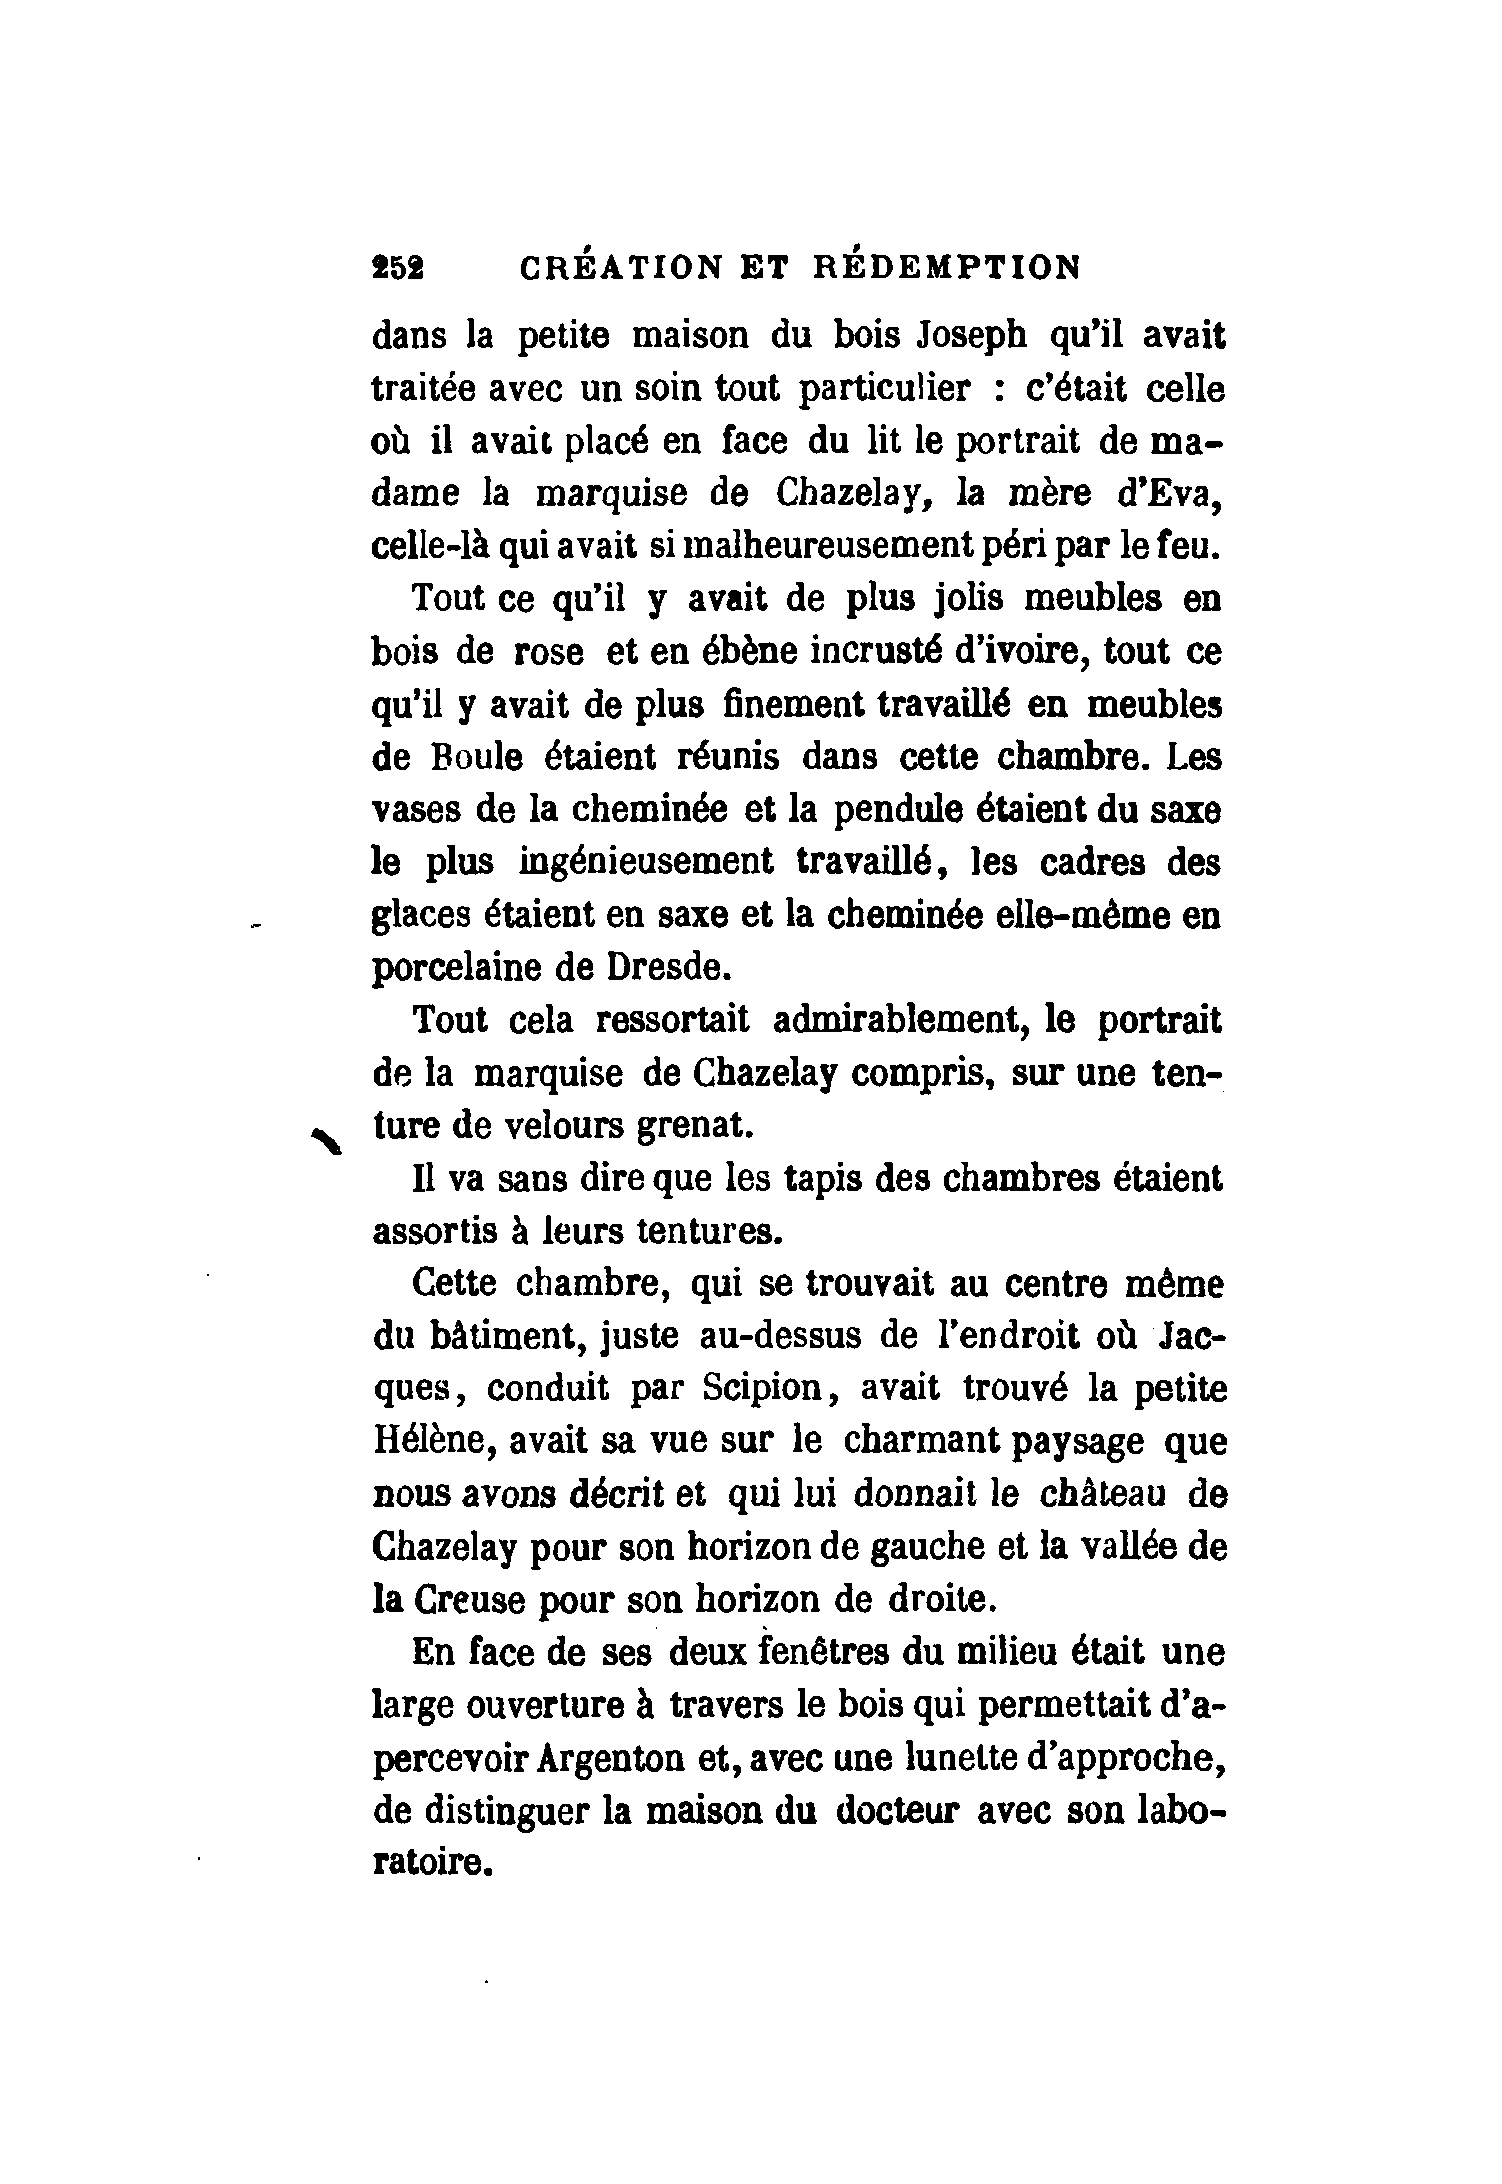 252 CRÉATION ET RÉDEMPTION
dans la petite maison du bois Joseph qu'il avait
traitée avec un soin tout particulier : c'était celle
où il avait placé en face du lit le portrait de ma-
dame la marquise de Chazelay, la mère d'Eva,
celle-là qui avait si malheureusement péri par le feu.
Tout ce qu'il y avait de plus jolis meubles en
bois de rose et en ébène incrusté d'ivoire, tout ce
qu'il y avait de plus finement travaillé en meubles
de Boule étaient réunis dans cette chambre. Les
vases de la cheminée et la pendule étaient du saxe
le plus ingénieusement travaillé, les cadres des
glaces étaient en saxe et la cheminée elle-même en
porcelaine de Dresde.
Tout cela ressortait admirablement, le portrait
de la marquise de Chazelay compris, sur une ten-
ture de velours grenat.
Il va sans dire que les tapis des chambres étaient
assortis à leurs tentures.
Cette chambre, qui se trouvait au centre même
du bâtiment, juste au-dessus de l'endroit où Jac-
ques, conduit par Scipion, avait trouvé la petite
Hélène, avait sa vue sur le charmant paysage que
nous avons décrit et qui lui donnait le château de
Chazelay pour son horizon de gauche et la vallée de
la Creuse pour son horizon de droite.
En face de ses deux fenêtres du milieu était une
large ouverture à travers le bois qui permettait d'a-
percevoir Argenton et, avec une lunette d'approche,
de distinguer la maison du docteur avec son labo-
ratoire.